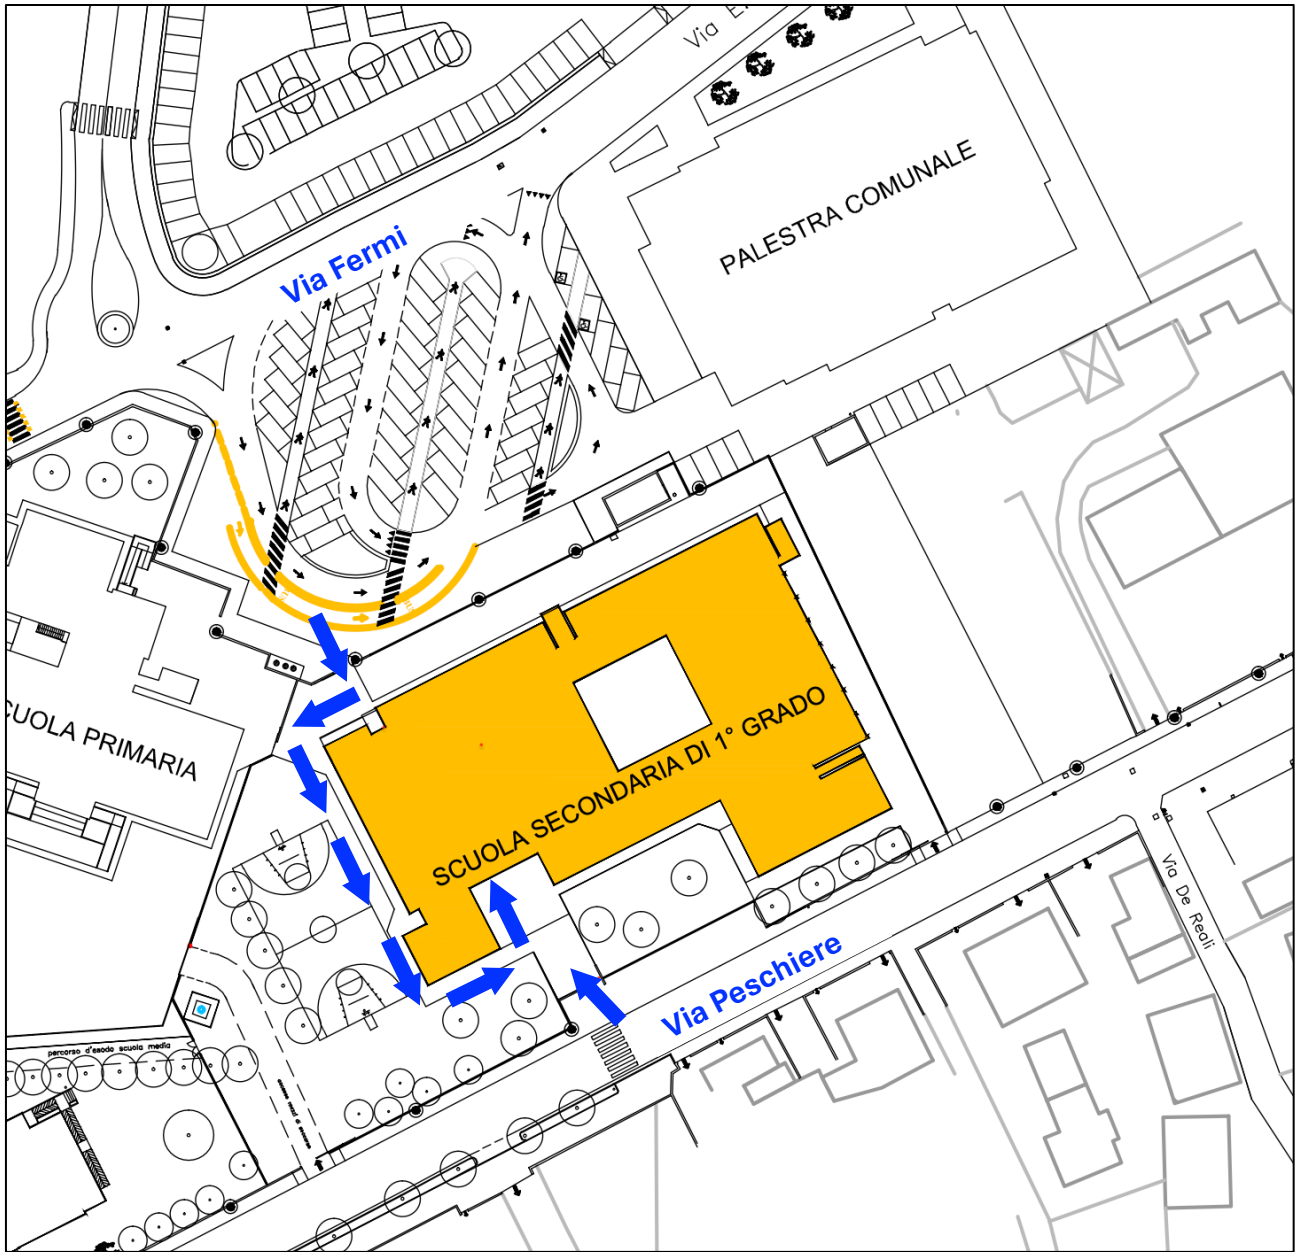 Via
PALESTRA COMUNALE
Via Fermi
SCUOLA SECONDARIA DI 1° GRADO
CUOLA PRIMARIA
Via De Reali
Via Peschiere
percorso d'esodo scuola media